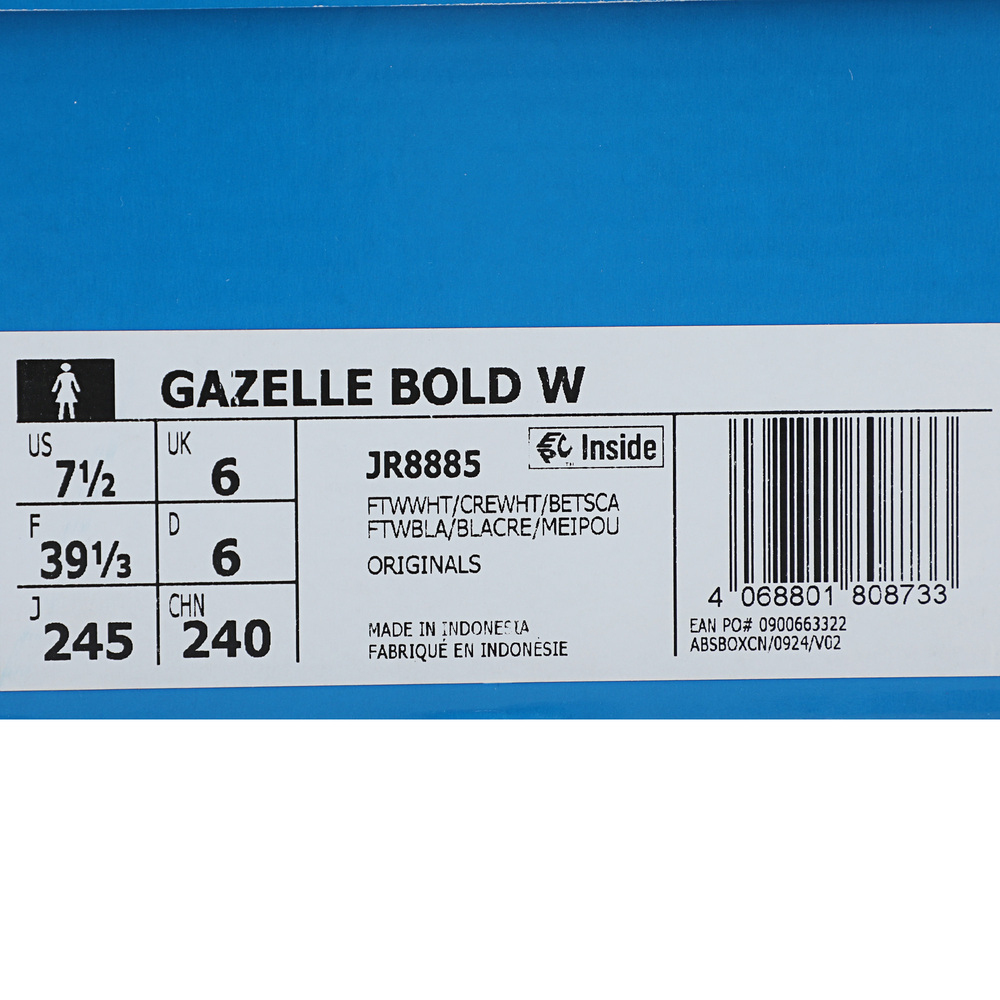 GAZELLE BOLD W
US 7½
UK 6
F 39⅓
D 6
J 245
CHN 240
JR8885
Inside
TM
FTWWHT/CREWHT/BETSCA
FTWBLA/BLACRE/MEIPOU
ORIGINALS
MADE IN INDONESIA
FABRIQUÉ EN INDONÉSIE
4 068801 808733
EAN PO# 0900663322
ABSBOXCN/0924/V02